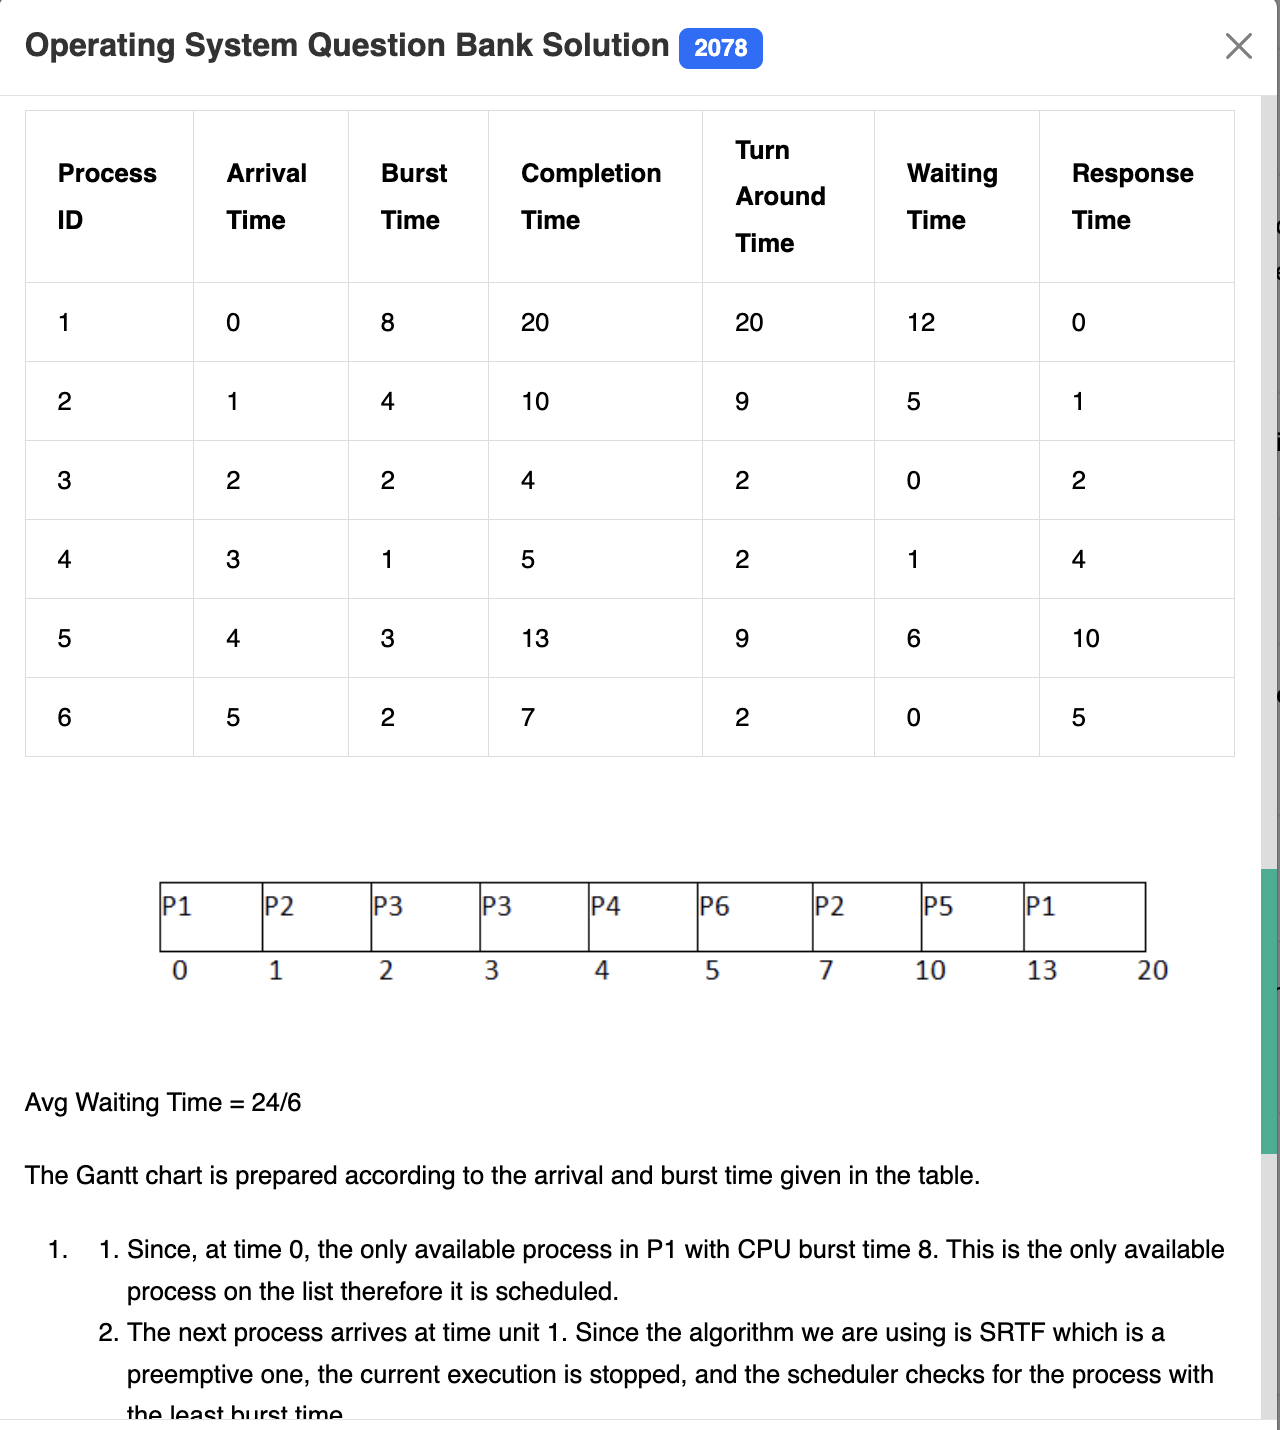 Operating System Question Bank Solution 2078
Process ID Arrival Time Burst Time Completion Time Turn Around Time Waiting Time Response Time
1 0 8 20 20 12 0
2 1 4 10 9 5 1
3 2 2 4 2 0 2
4 3 1 5 2 1 4
5 4 3 13 9 6 10
6 5 2 7 2 0 5
P1 P2 P3 P3 P4 P6 P2 P5 P1
0 1 2 3 4 5 7 10 13 20
Avg Waiting Time = 24/6
The Gantt chart is prepared according to the arrival and burst time given in the table.
1. 1. Since, at time 0, the only available process in P1 with CPU burst time 8. This is the only available
process on the list therefore it is scheduled.
2. The next process arrives at time unit 1. Since the algorithm we are using is SRTF which is a
preemptive one, the current execution is stopped, and the scheduler checks for the process with
the least burst time